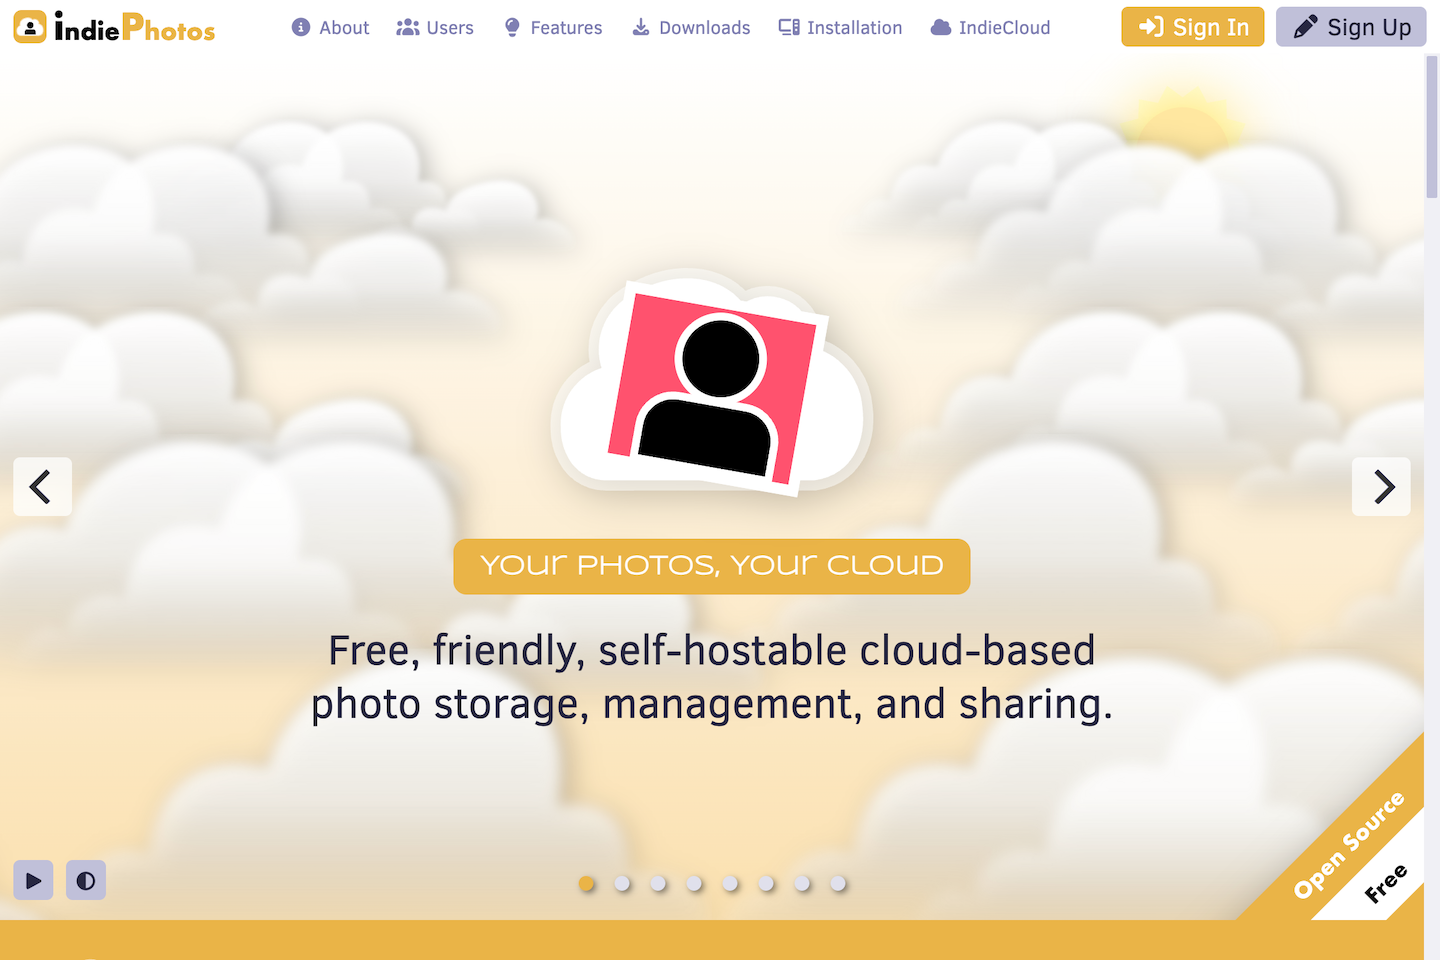 indiePhotos
About
Users
Features
Downloads
Installation
IndieCloud
Sign In
Sign Up
Your Photos, Your Cloud
Free, friendly, self-hostable cloud-based
photo storage, management, and sharing.
Open Source
Free